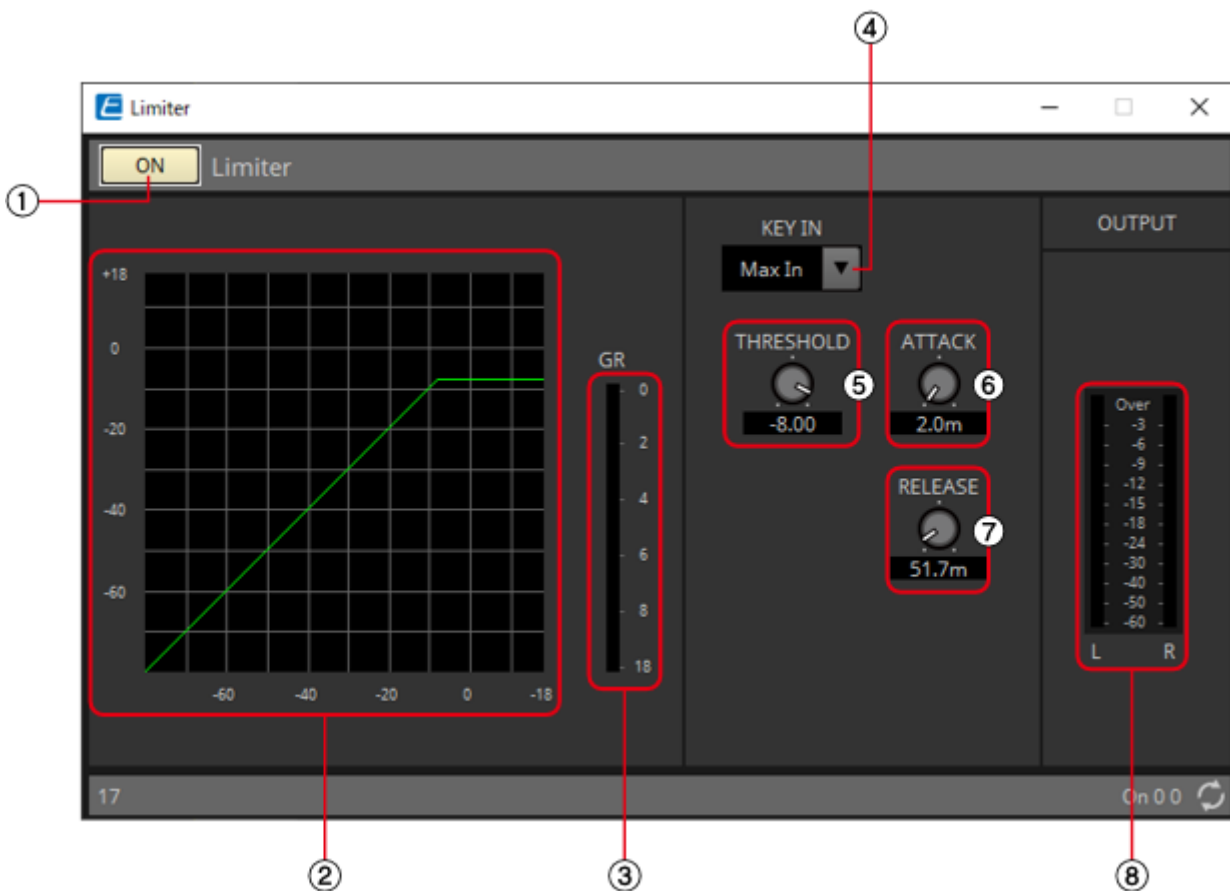 ④
Limiter
ON Limiter
①
KEY IN
OUTPUT
Max In
+18
0
-20
-40
-60
-60 -40 -20 0 -18
GR
0
2
4
6
8
18
THRESHOLD
⑤
-8.00
ATTACK
⑥
2.0m
RELEASE
⑦
51.7m
Over
-3
-6
-9
-12
-15
-18
-24
-30
-40
-50
-60
L R
17 On 0 0
② ③ ⑧